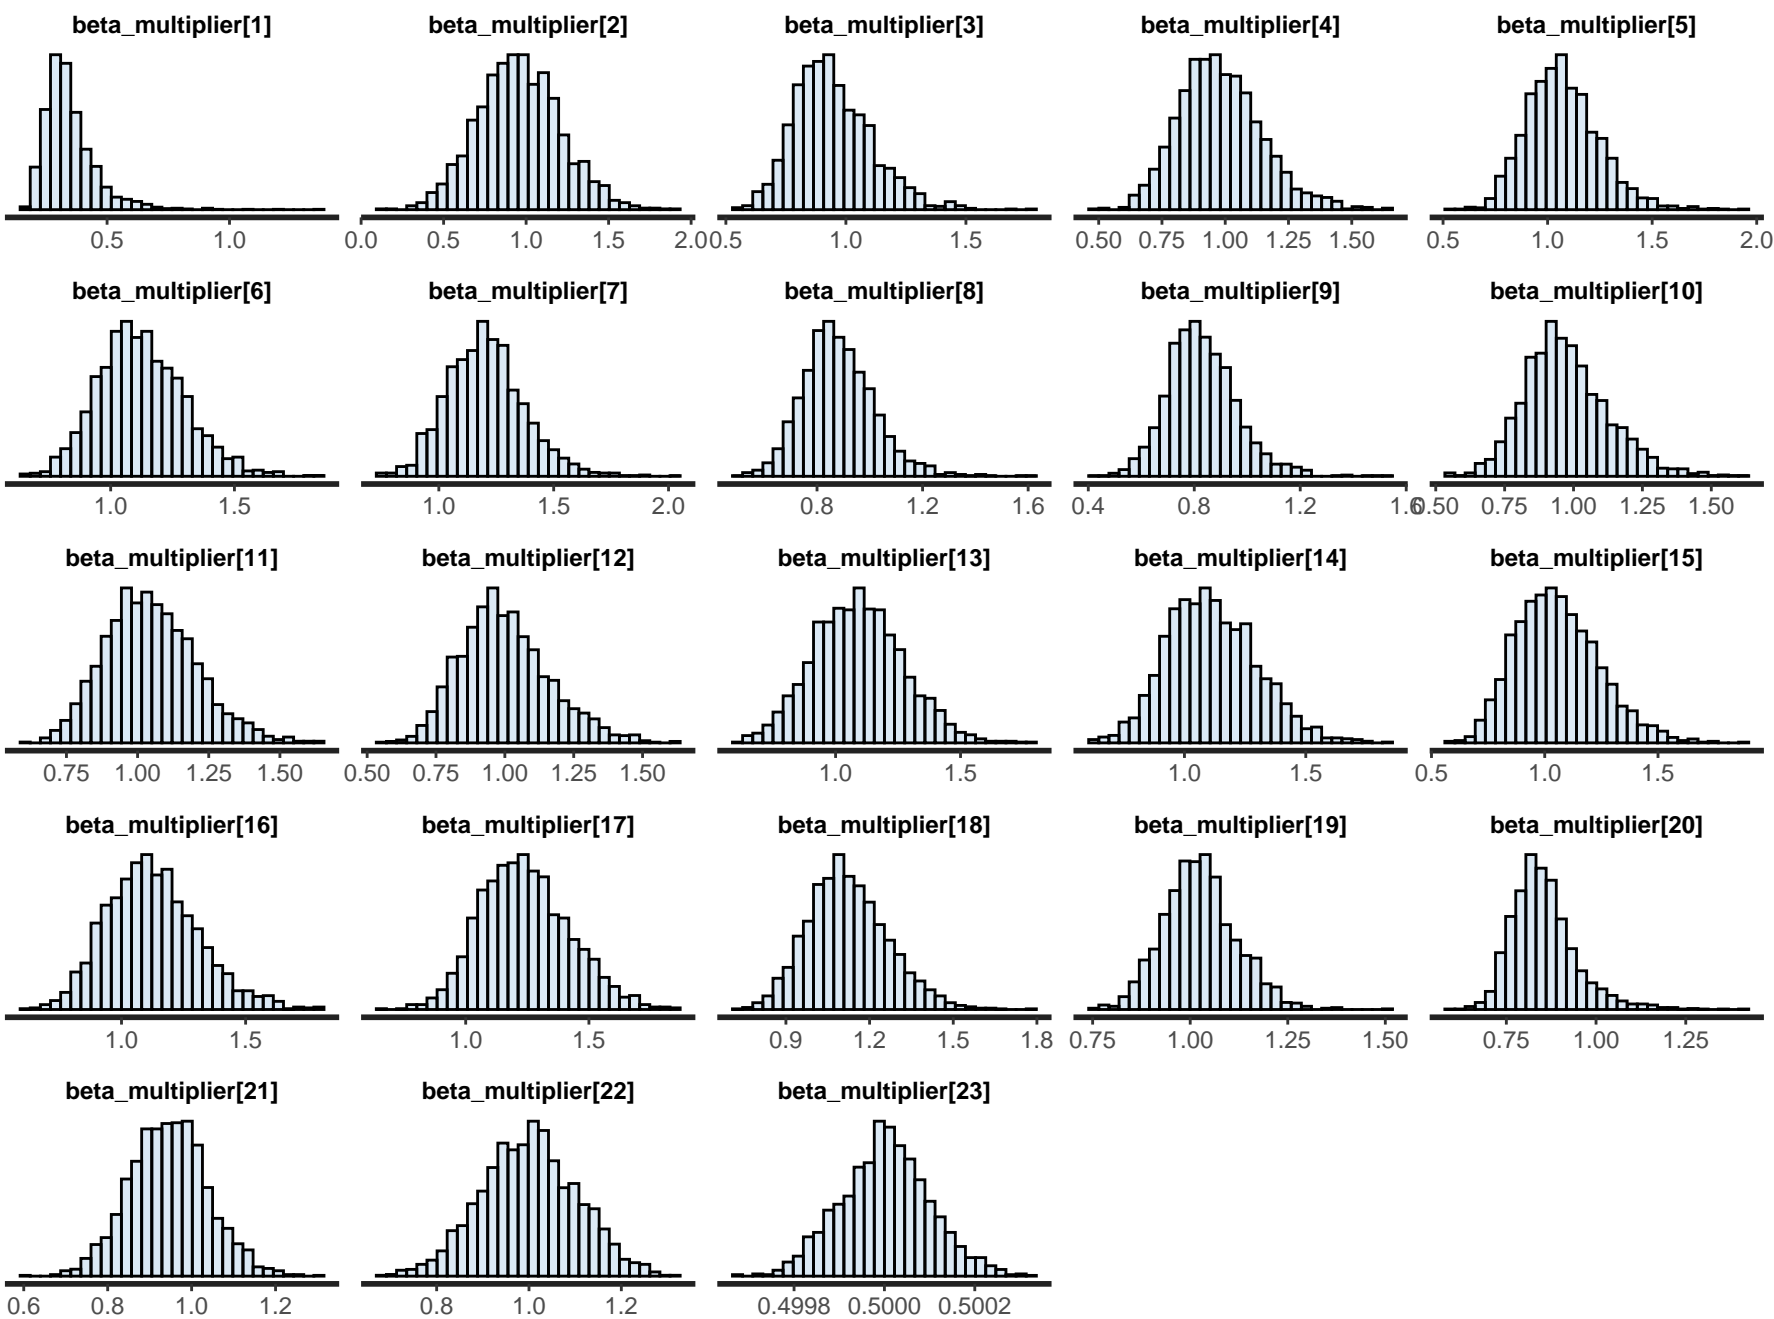 beta_multiplier[1] beta_multiplier[2] beta_multiplier[3] beta_multiplier[4] beta_multiplier[5]
0.5 1.0 0.0 0.5 1.0 1.5 2.0 0.5 1.0 1.5 0.50 0.75 1.00 1.25 1.50 0.5 1.0 1.5 2.0
beta_multiplier[6] beta_multiplier[7] beta_multiplier[8] beta_multiplier[9] beta_multiplier[10]
1.0 1.5 1.0 1.5 2.0 0.8 1.2 1.6 0.4 0.8 1.2 1.6 0.50 0.75 1.00 1.25 1.50
beta_multiplier[11] beta_multiplier[12] beta_multiplier[13] beta_multiplier[14] beta_multiplier[15]
0.75 1.00 1.25 1.50 0.50 0.75 1.00 1.25 1.50 1.0 1.5 1.0 1.5 0.5 1.0 1.5
beta_multiplier[16] beta_multiplier[17] beta_multiplier[18] beta_multiplier[19] beta_multiplier[20]
1.0 1.5 1.0 1.5 0.9 1.2 1.5 1.8 0.75 1.00 1.25 1.50 0.75 1.00 1.25
beta_multiplier[21] beta_multiplier[22] beta_multiplier[23]
0.6 0.8 1.0 1.2 0.8 1.0 1.2 0.4998 0.5000 0.5002